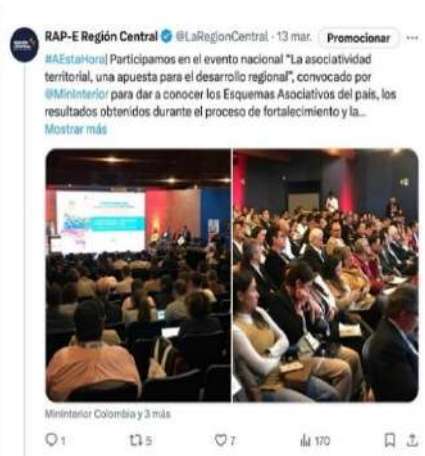 RAP-E Región Central @LaRegionCentral · 13 mar. Promocionar
#AEstaHora| Participamos en el evento nacional "La asociatividad
territorial, una apuesta para el desarrollo regional", convocado por
@MinInterior para dar a conocer los Esquemas Asociativos del país, los
resultados obtenidos durante el proceso de fortalecimiento y la...
Mostrar más
MinInterior Colombia y 3 más
1 5 7 170